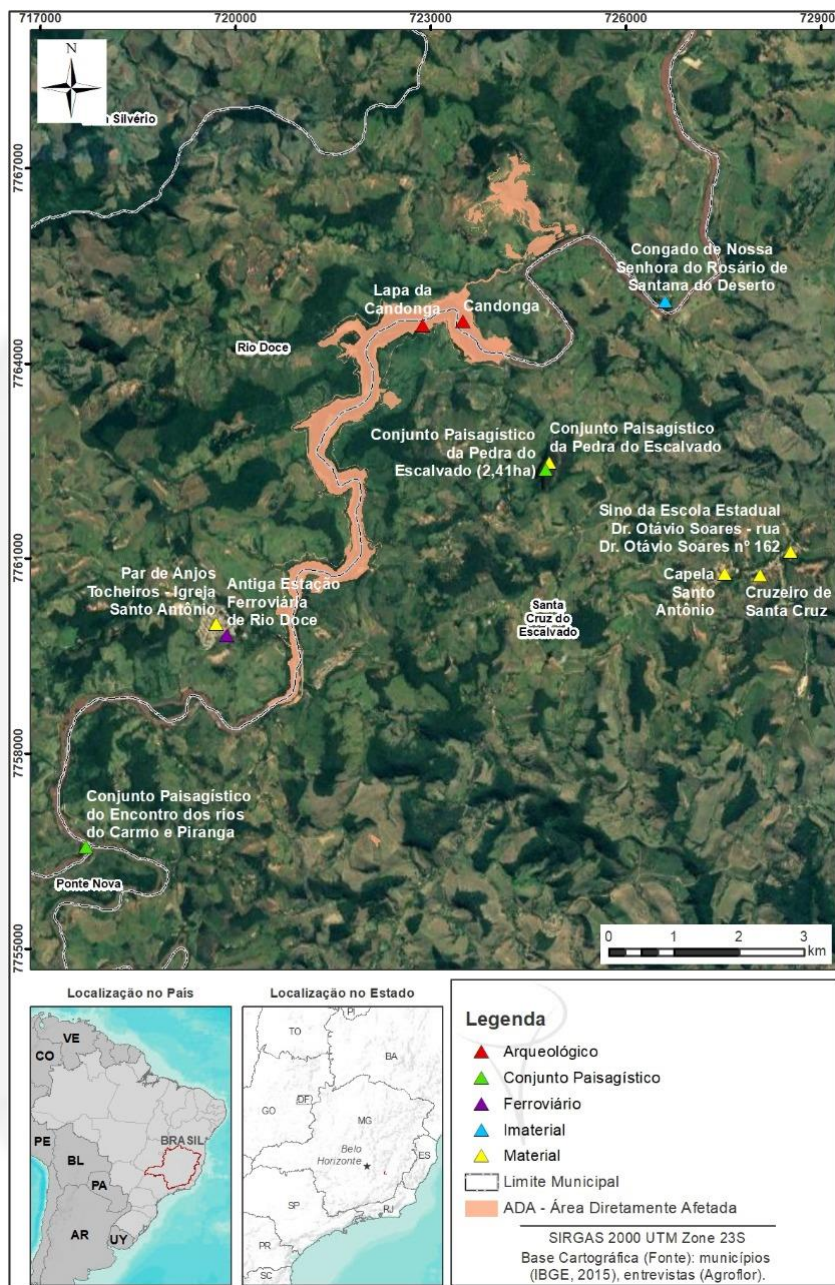 717000
720000
723000
726000
729000
N
Silvério
7767000
Congado de Nossa
Senhora do Rosário de
Santana do Deserto
Lapa da
Candonga
Candonga
Rio Doce
7764000
Conjunto Paisagístico
da Pedra do
Escalvado (2,41ha)
Conjunto Paisagístico
da Pedra do Escalvado
Sino da Escola Estadual
Dr. Otávio Soares - rua
Dr. Otávio Soares nº 162
7761000
Par de Anjos
Tocheiros - Igreja
Santo Antônio
Antiga Estação
Ferroviária
de Rio Doce
Capela
Santo
Antônio
Cruzeiro de
Santa Cruz
Santa
Cruz do
Escalvado
7758000
Conjunto Paisagístico
do Encontro dos rios
do Carmo e Piranga
Ponte Nova
7755000
0 1 2 3
km
Localização no País
VE
CO
PE
BRASIL
BL
PA
AR
UY
Localização no Estado
TO
PI
BA
GO
DF
MG
Belo
Horizonte
ES
SP
RJ
PR
SC
Legenda
Arqueológico
Conjunto Paisagístico
Ferroviário
Imaterial
Material
Limite Municipal
ADA - Área Diretamente Afetada
SIRGAS 2000 UTM Zone 23S
Base Cartográfica (Fonte): municípios
(IBGE, 2015), entrevistas (Agroflor).